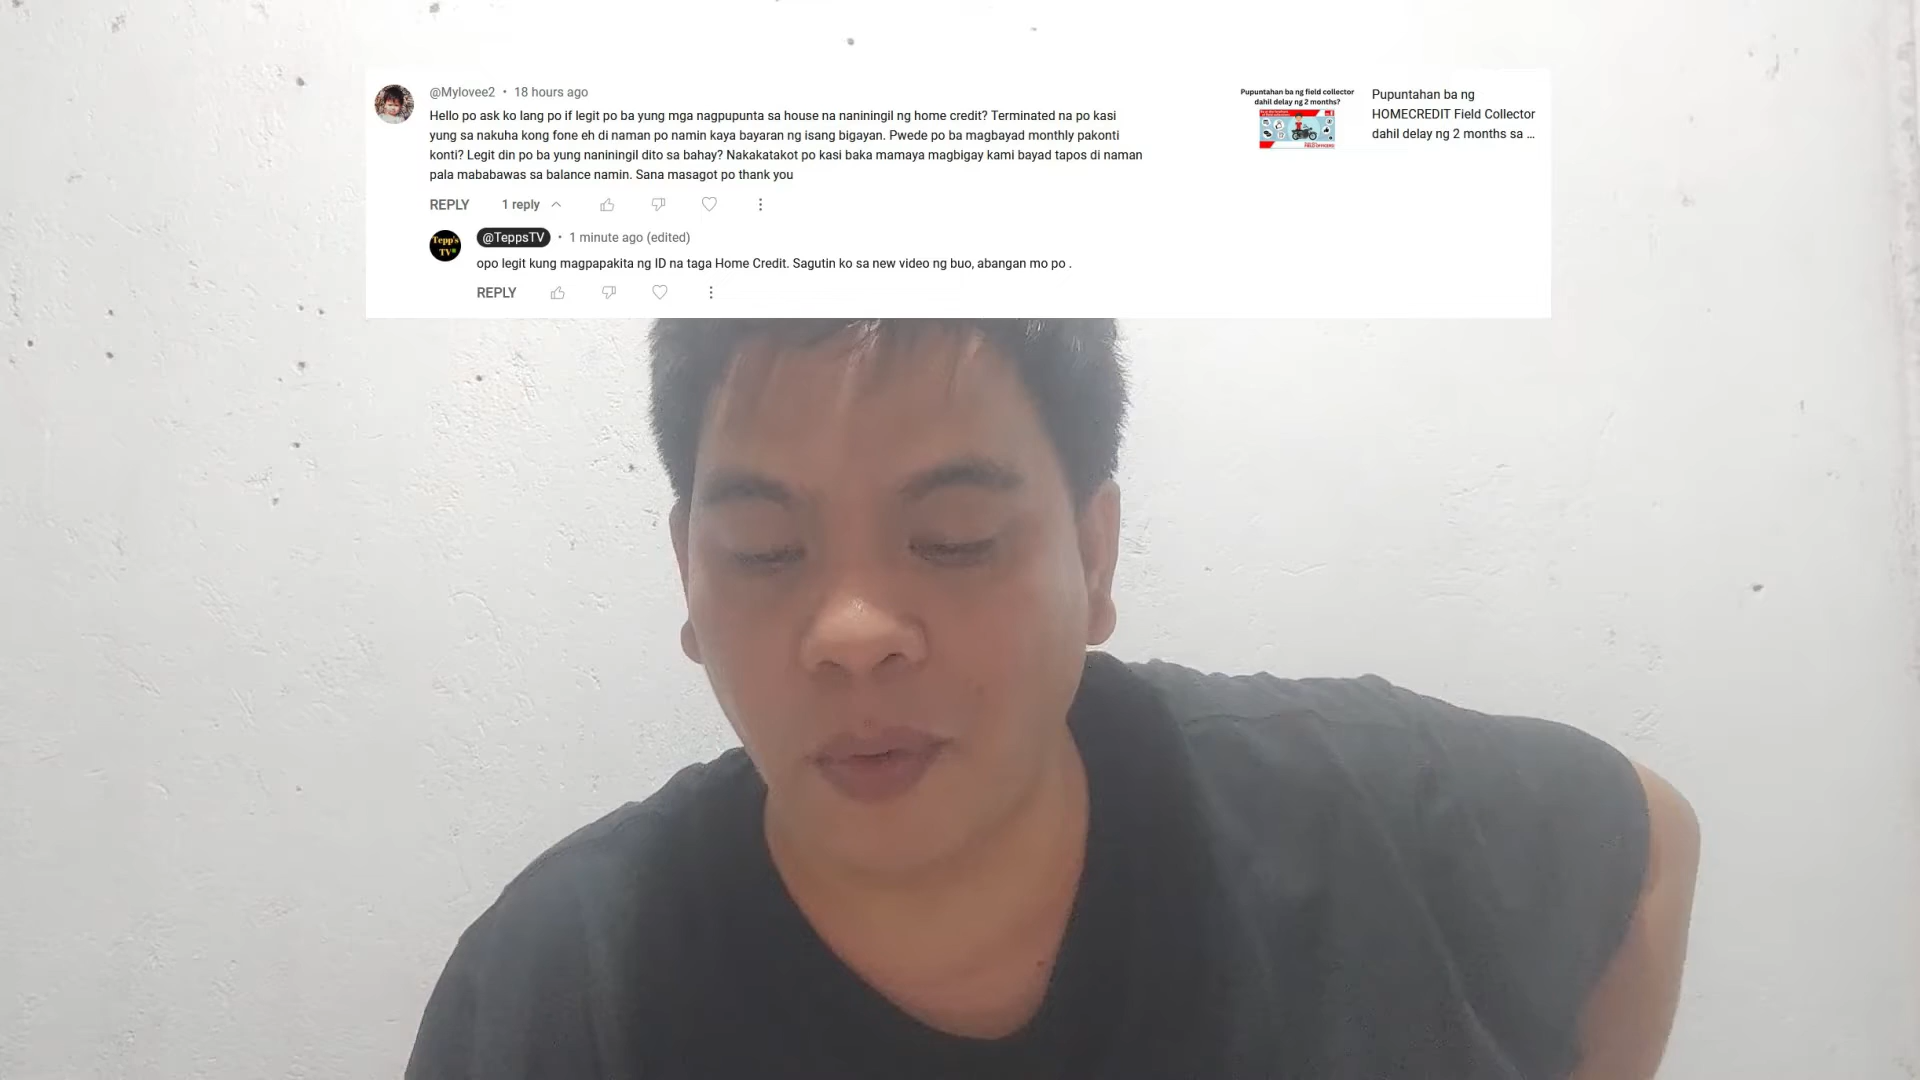 @Mylovee2 • 18 hours ago
Hello po ask ko lang po if legit po ba yung mga nagpupunta sa house na naniningil ng home credit? Terminated na po kasi
yung sa nakuha kong fone eh di naman po namin kaya bayaran ng isang bigayan. Pwede po ba magbayad monthly pakonti
konti? Legit din po ba yung naniningil dito sa bahay? Nakakatakot po kasi baka mamaya magbigay kami bayad tapos di naman
pala mababawas sa balance namin. Sana masagot po thank you
REPLY 1 reply
Tepp's
TV
@TeppsTV • 1 minute ago (edited)
opo legit kung magpapakita ng ID na taga Home Credit. Sagutin ko sa new video ng buo, abangan mo po .
REPLY
Pupuntahan ba ng field collector
dahil delay ng 2 months?
Pupuntahan ba ng
HOMECREDIT Field Collector
dahil delay ng 2 months sa ...